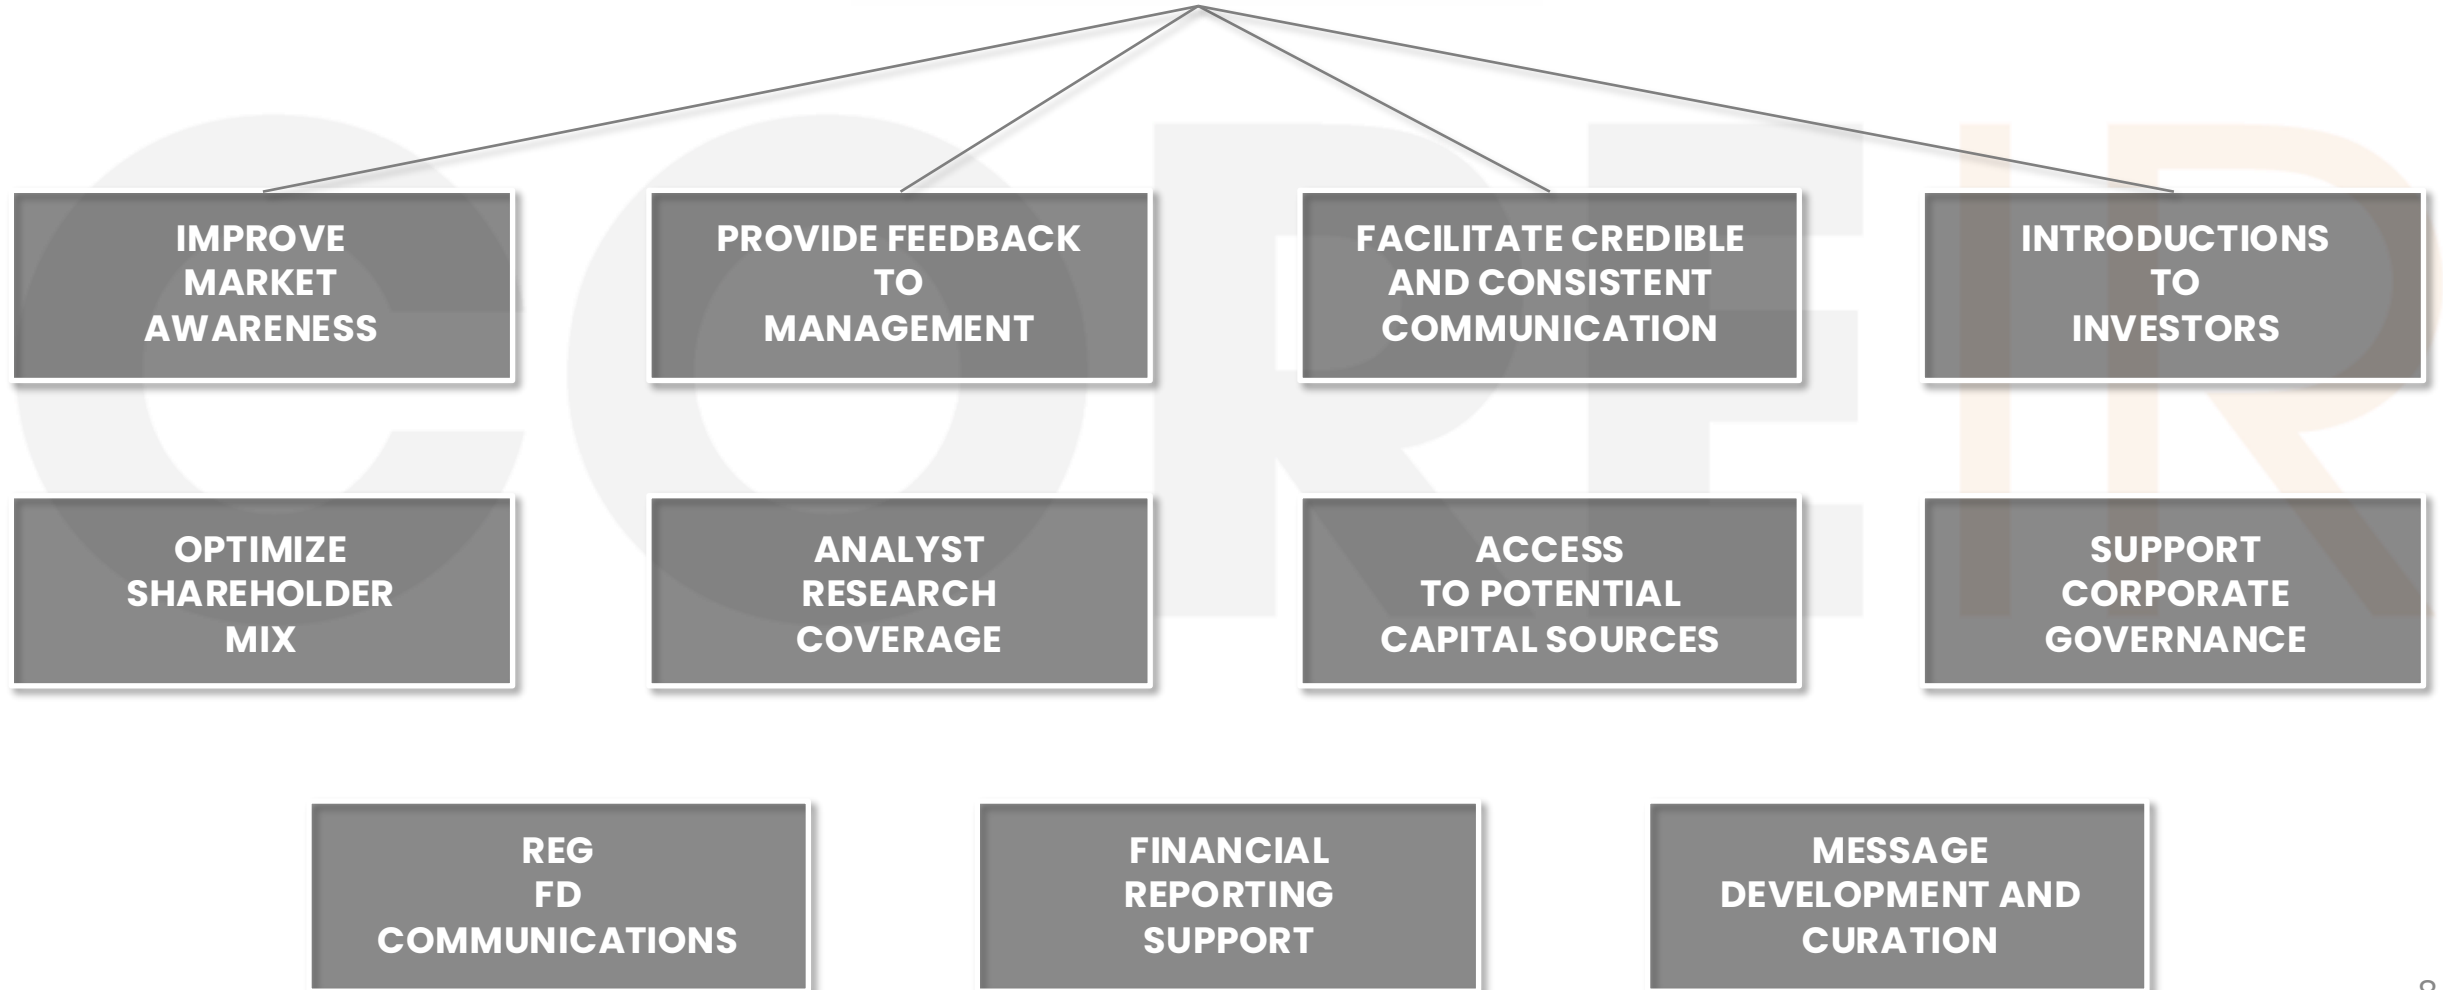 COREIR
IMPROVE
MARKET
AWARENESS
PROVIDE FEEDBACK
TO
MANAGEMENT
FACILITATE CREDIBLE
AND CONSISTENT
COMMUNICATION
INTRODUCTIONS
TO
INVESTORS
OPTIMIZE
SHAREHOLDER
MIX
ANALYST
RESEARCH
COVERAGE
ACCESS
TO POTENTIAL
CAPITAL SOURCES
SUPPORT
CORPORATE
GOVERNANCE
REG
FD
COMMUNICATIONS
FINANCIAL
REPORTING
SUPPORT
MESSAGE
DEVELOPMENT AND
CURATION